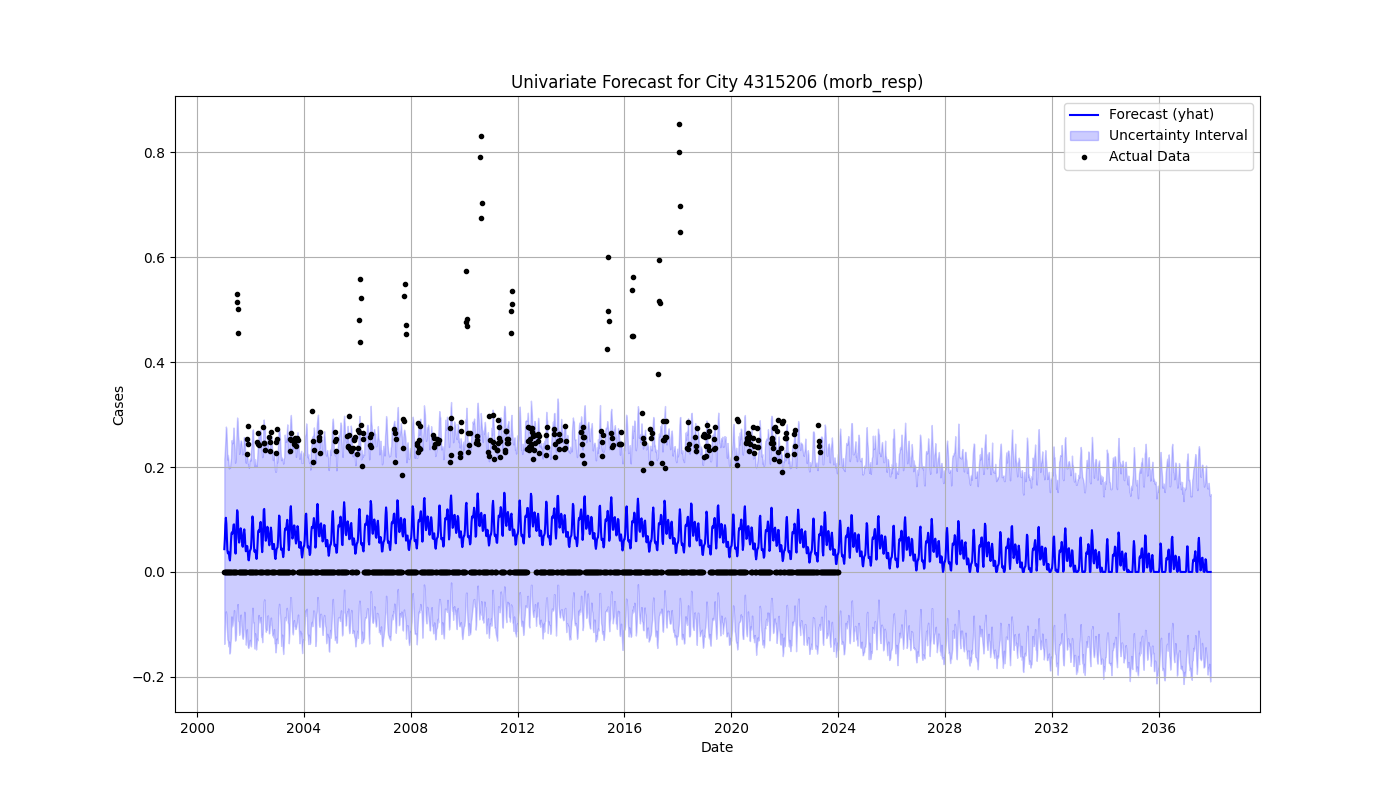 Univariate Forecast for City 4315206 (morb_resp)
Forecast (yhat)
Uncertainty Interval
Actual Data
Cases
0.8
0.6
0.4
0.2
0.0
−0.2
2000 2004 2008 2012 2016 2020 2024 2028 2032 2036
Date